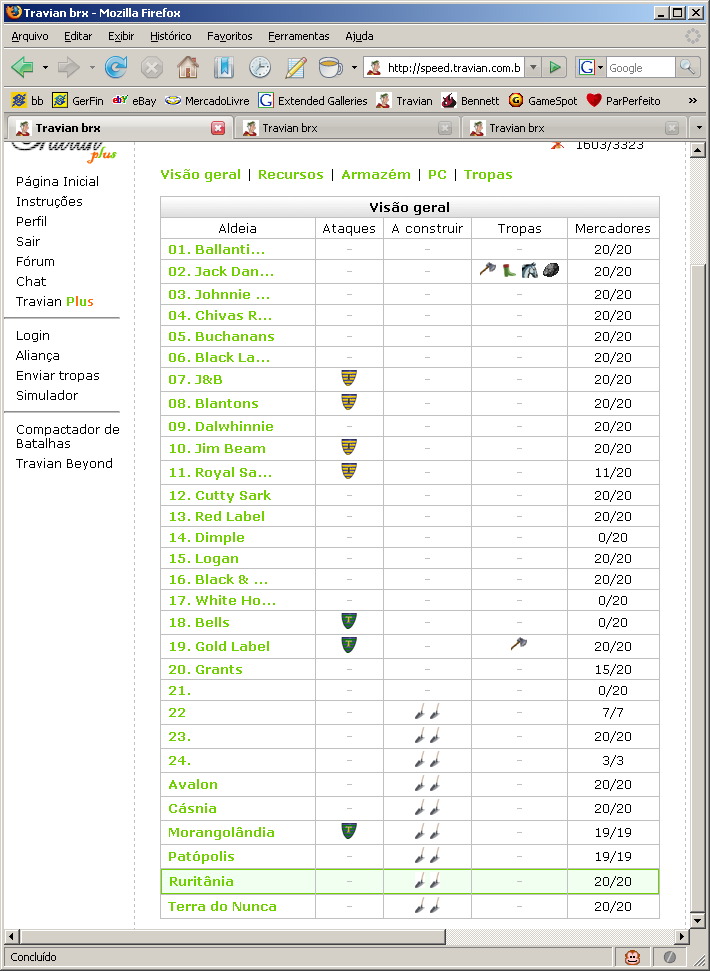 Travian brx - Mozilla Firefox
Arquivo Editar Exibir Histórico Favoritos Ferramentas Ajuda
http://speed.travian.com.b G Google
bb GerFin eBay MercadoLivre Extended Galleries Travian Bennett GameSpot ParPerfeito »
Travian brx Travian brx Travian brx
plus
1603/3323
Página Inicial
Instruções
Perfil
Sair
Fórum
Chat
Travian Plus
Login
Aliança
Enviar tropas
Simulador
Compactador de
Batalhas
Travian Beyond
Visão geral | Recursos | Armazém | PC | Tropas
Visão geral
Aldeia Ataques A construir Tropas Mercadores
01. Ballanti... - - - 20/20
02. Jack Dan... - - 20/20
03. Johnnie ... - - - 20/20
04. Chivas R... - - - 20/20
05. Buchanans - - - 20/20
06. Black La... - - - 20/20
07. J&B - - 20/20
08. Blantons - - 20/20
09. Dalwhinnie - - - 20/20
10. Jim Beam - - 20/20
11. Royal Sa... - - 11/20
12. Cutty Sark - - - 20/20
13. Red Label - - - 20/20
14. Dimple - - - 0/20
15. Logan - - - 20/20
16. Black & ... - - - 20/20
17. White Ho... - - - 0/20
18. Bells T - - 0/20
19. Gold Label T - 20/20
20. Grants - - - 15/20
21. - - - 0/20
22 - - 7/7
23. - - 20/20
24. - - 3/3
Avalon - - 20/20
Cásnia - - 20/20
Morangolândia T - 19/19
Patópolis - - 19/19
Ruritânia - - 20/20
Terra do Nunca - - 20/20
Concluído